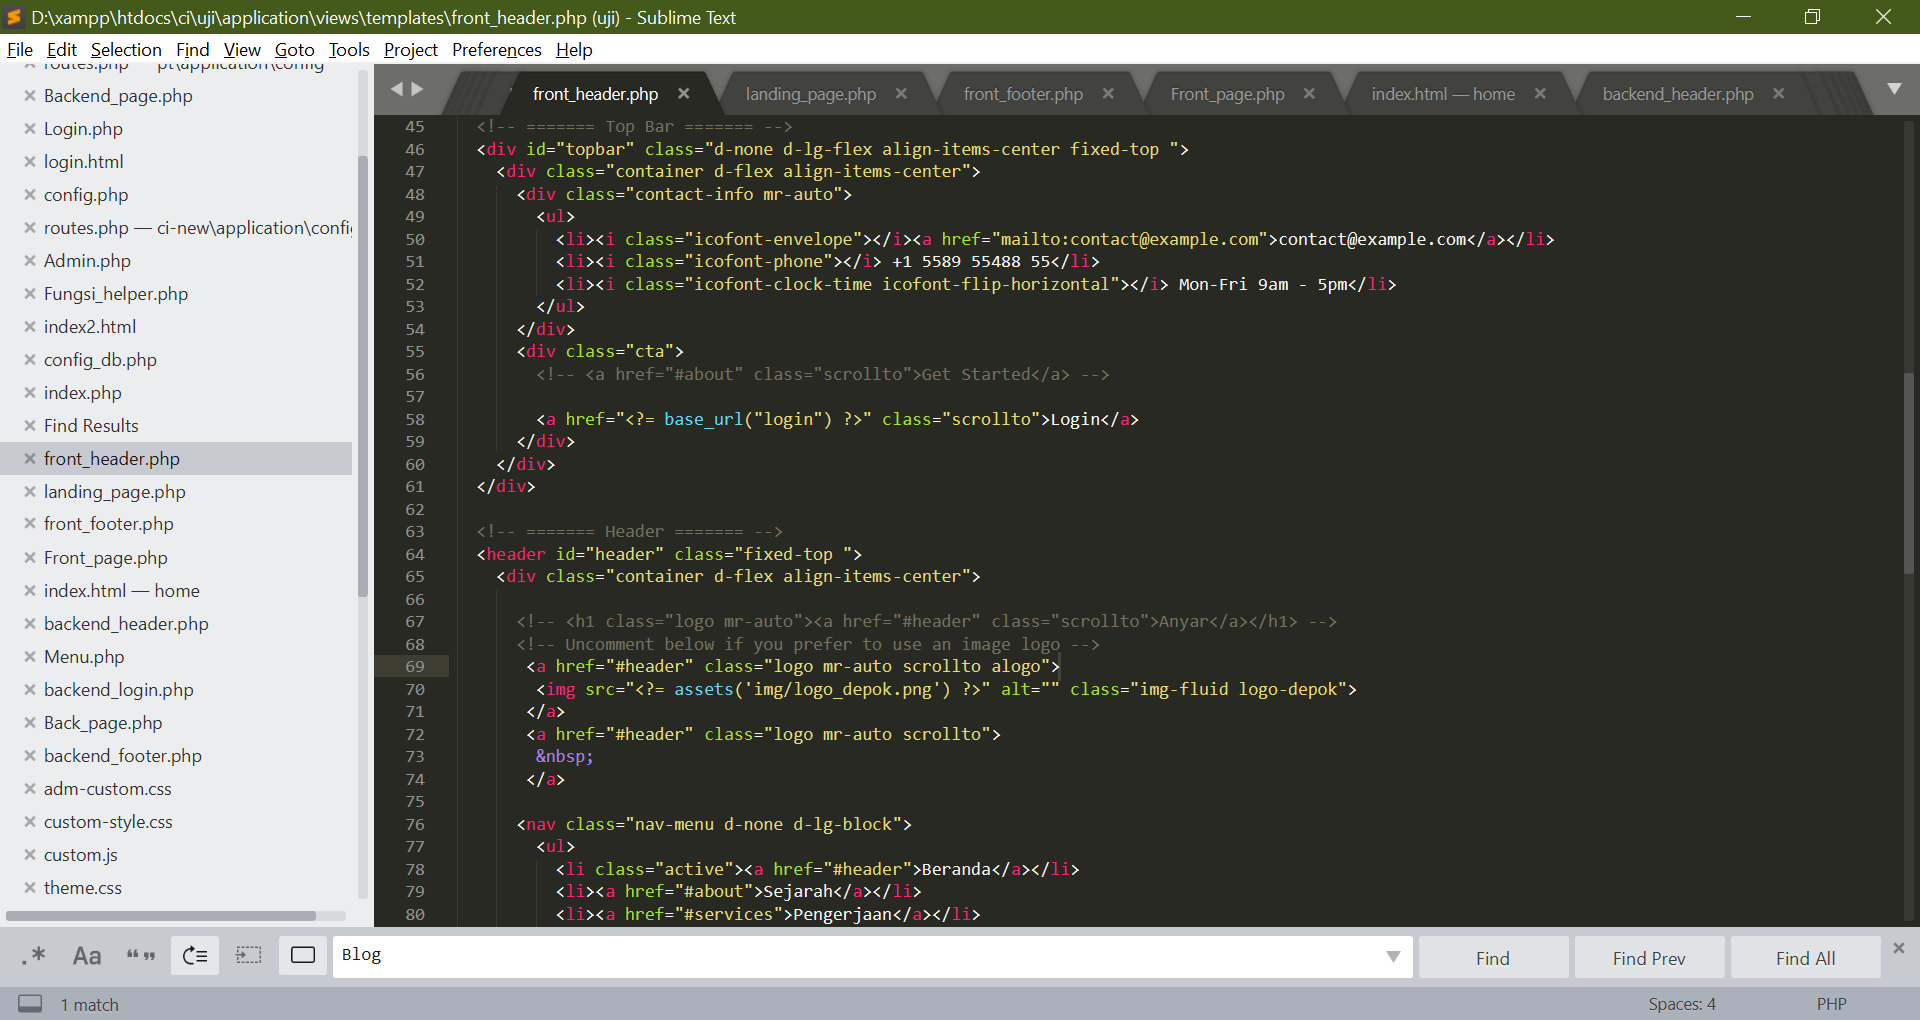 D:\xampp\htdocs\ci\uji\application\views\templates\front_header.php (uji) - Sublime Text
File Edit Selection Find View Goto Tools Project Preferences Help
Backend_page.php
Login.php
login.html
config.php
routes.php — ci-new\application\confi
Admin.php
Fungsi_helper.php
index2.html
config_db.php
index.php
Find Results
front_header.php
landing_page.php
front_footer.php
Front_page.php
index.html — home
backend_header.php
Menu.php
backend_login.php
Back_page.php
backend_footer.php
adm-custom.css
custom-style.css
custom.js
theme.css
front_header.php landing_page.php front_footer.php Front_page.php index.html — home backend_header.php
45 <!-- ======= Top Bar ======= -->
46 <div id="topbar" class="d-none d-lg-flex align-items-center fixed-top ">
47 <div class="container d-flex align-items-center">
48 <div class="contact-info mr-auto">
49 <ul>
50 <li><i class="icofont-envelope"></i><a href="mailto:contact@example.com">contact@example.com</a></li>
51 <li><i class="icofont-phone"></i> +1 5589 55488 55</li>
52 <li><i class="icofont-clock-time icofont-flip-horizontal"></i> Mon-Fri 9am - 5pm</li>
53 </ul>
54 </div>
55 <div class="cta">
56 <!-- <a href="#about" class="scrollto">Get Started</a> -->
57
58 <a href="<?= base_url("login") ?>" class="scrollto">Login</a>
59 </div>
60 </div>
61 </div>
62
63 <!-- ======= Header ======= -->
64 <header id="header" class="fixed-top ">
65 <div class="container d-flex align-items-center">
66
67 <!-- <h1 class="logo mr-auto"><a href="#header" class="scrollto">Anyar</a></h1> -->
68 <!-- Uncomment below if you prefer to use an image logo -->
69 <a href="#header" class="logo mr-auto scrollto alogo">
70 <img src="<?= assets('img/logo_depok.png') ?>" alt="" class="img-fluid logo-depok">
71 </a>
72 <a href="#header" class="logo mr-auto scrollto">
73 &nbsp;
74 </a>
75
76 <nav class="nav-menu d-none d-lg-block">
77 <ul>
78 <li class="active"><a href="#header">Beranda</a></li>
79 <li><a href="#about">Sejarah</a></li>
80 <li><a href="#services">Pengerjaan</a></li>
.* Aa “” Blog Find Find Prev Find All
1 match Spaces: 4 PHP